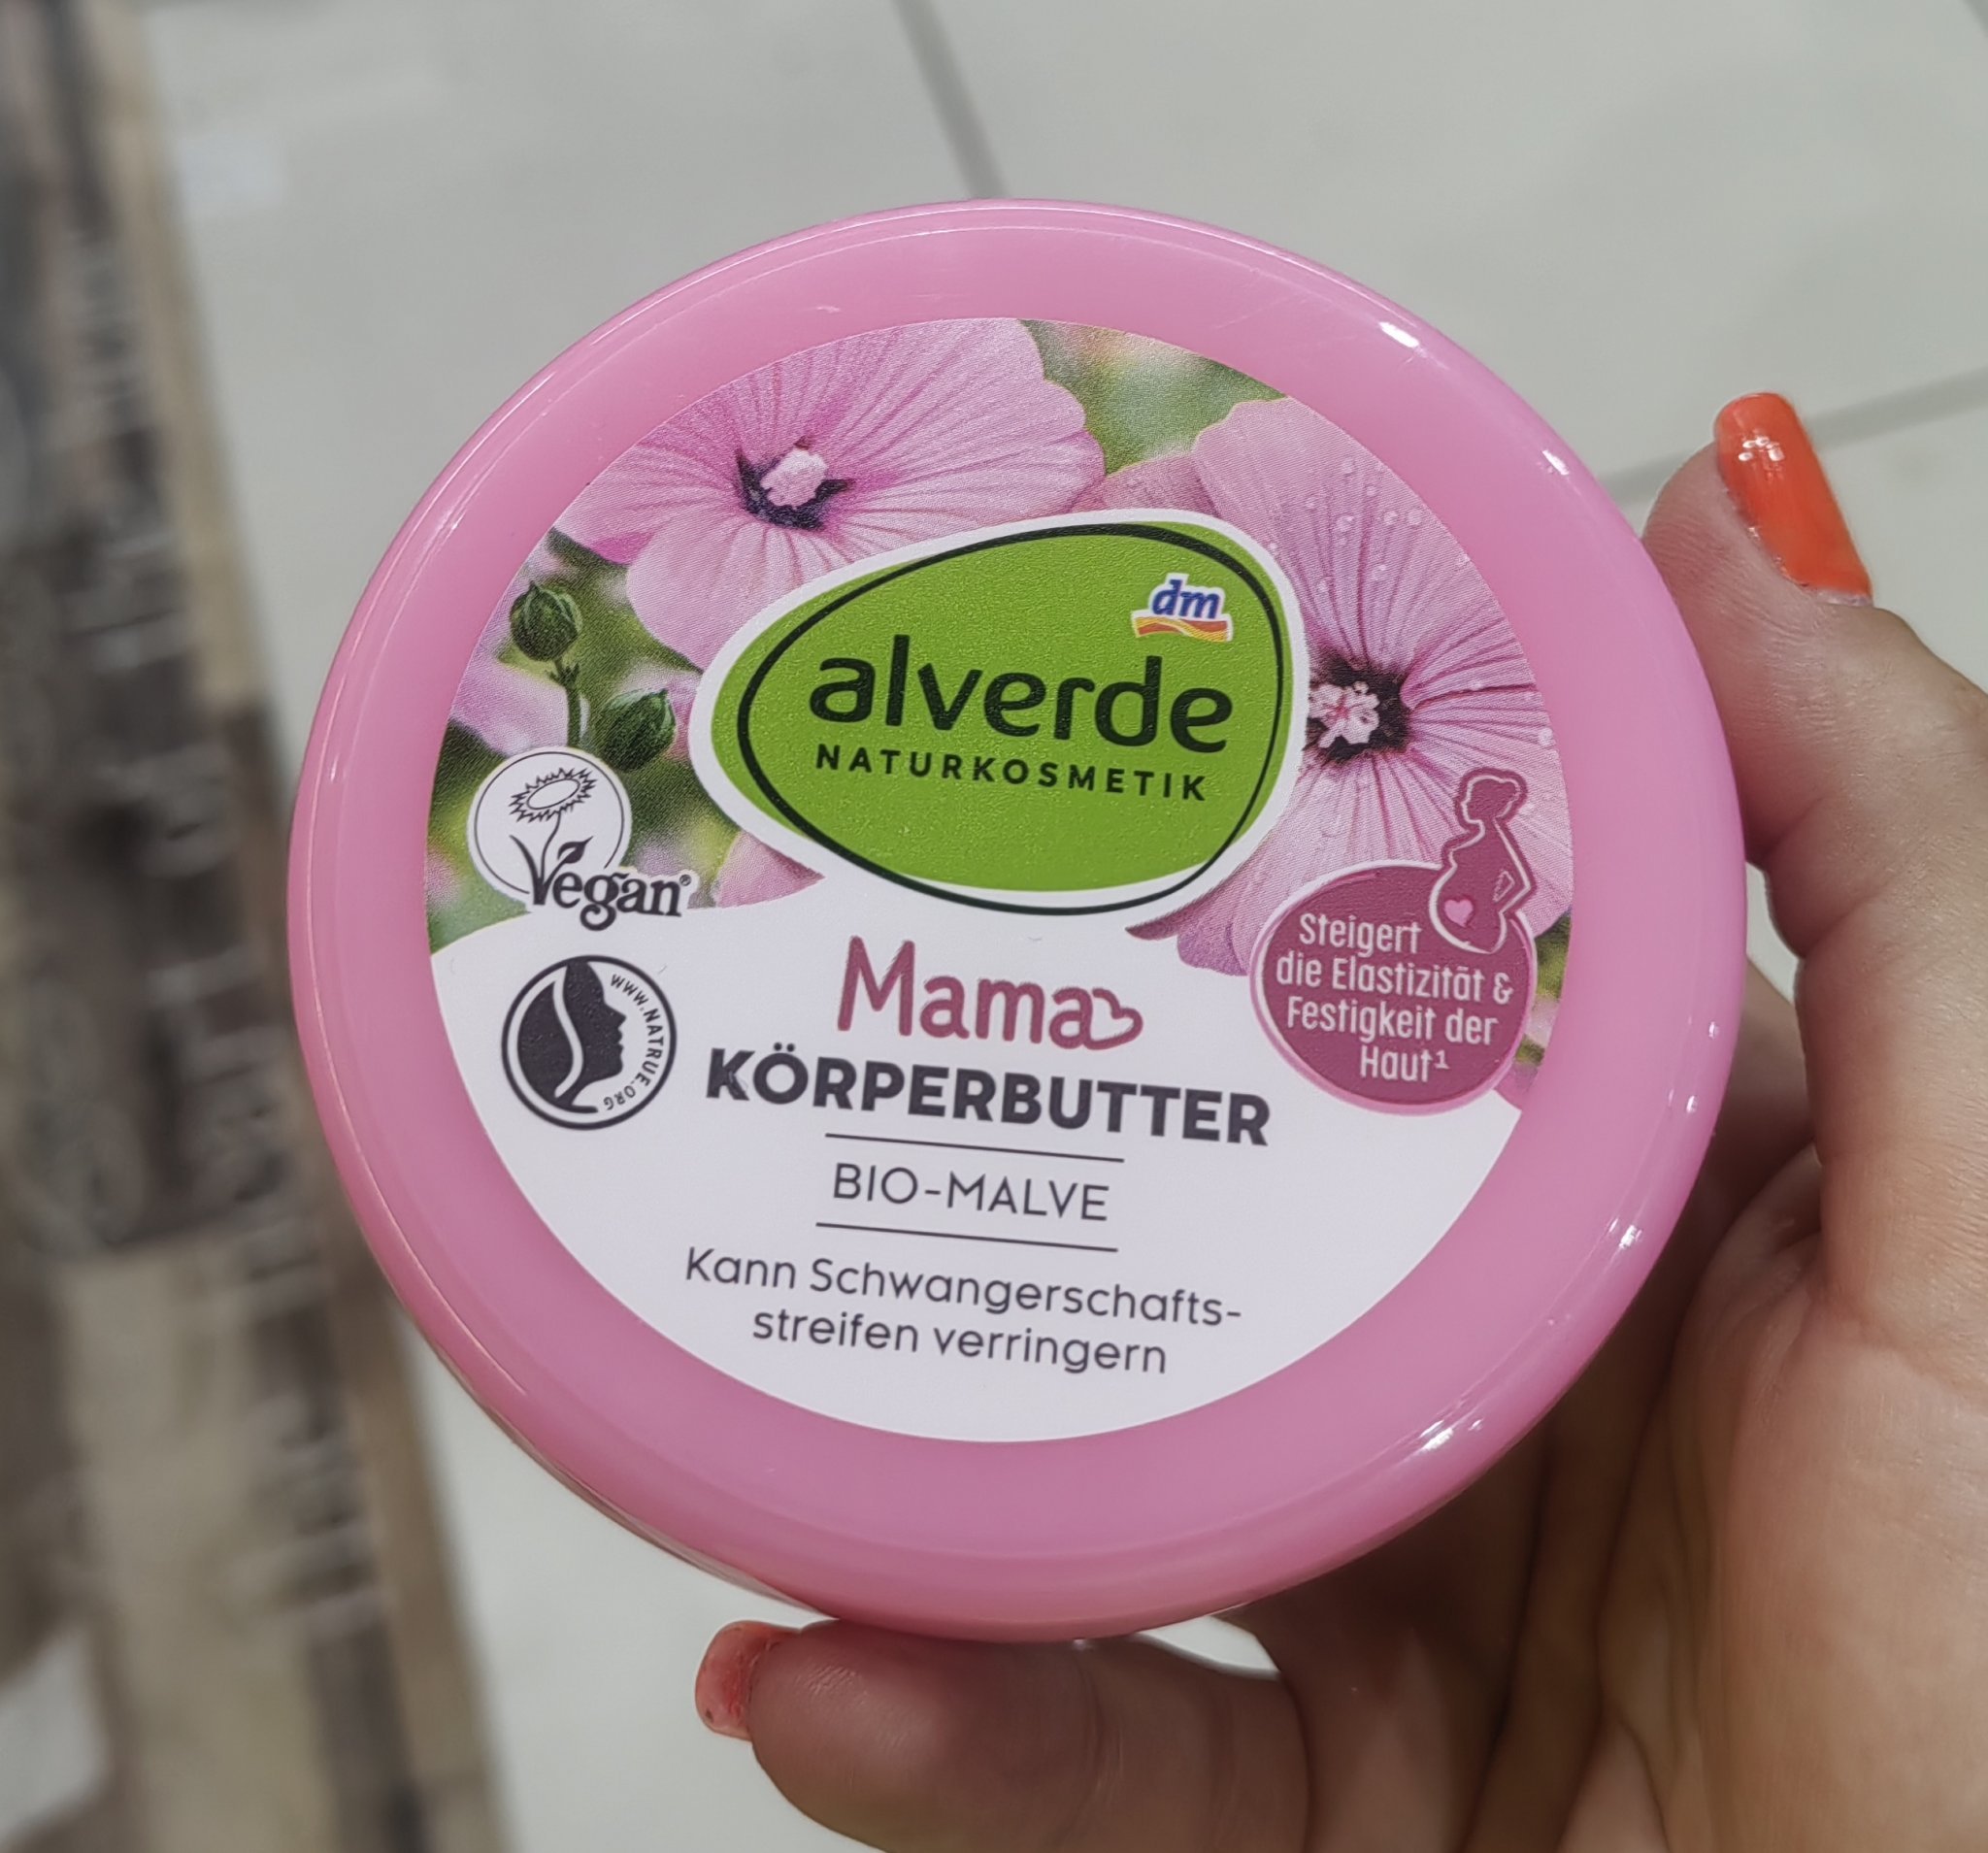 dm
alverde
NATURKOSMETIK
Vegan®
WWW.NATRUE.ORG
Mama
KÖRPERBUTTER
BIO-MALVE
Kann Schwangerschafts-
streifen verringern
Steigert
die Elastizität &
Festigkeit der
Haut¹